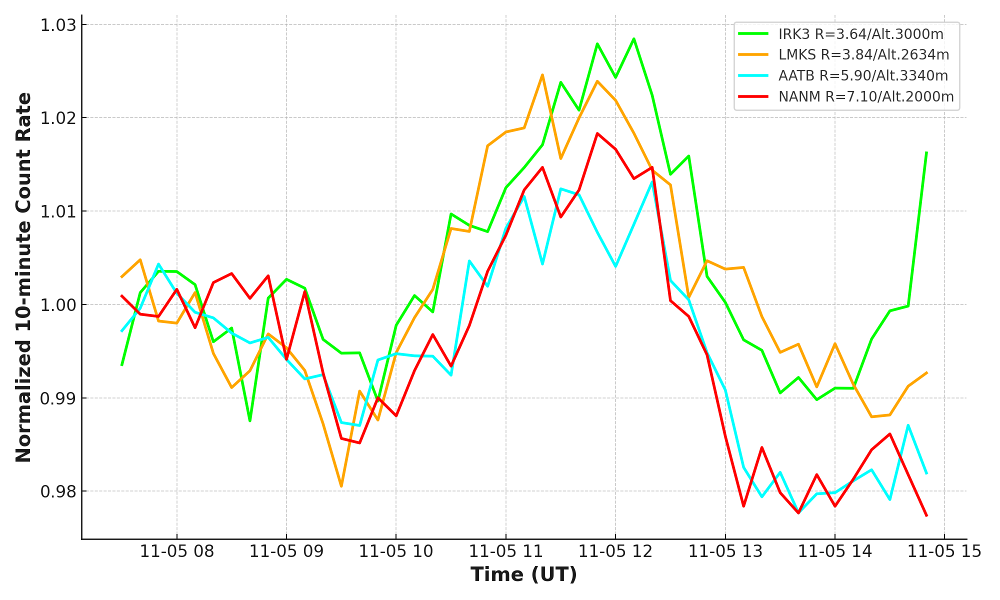 Normalized 10-minute Count Rate
1.03
1.02
1.01
1.00
0.99
0.98
IRK3 R=3.64/Alt.3000m
LMKS R=3.84/Alt.2634m
AATB R=5.90/Alt.3340m
NANM R=7.10/Alt.2000m
11-05 08
11-05 09
11-05 10
11-05 11
11-05 12
11-05 13
11-05 14
11-05 15
Time (UT)